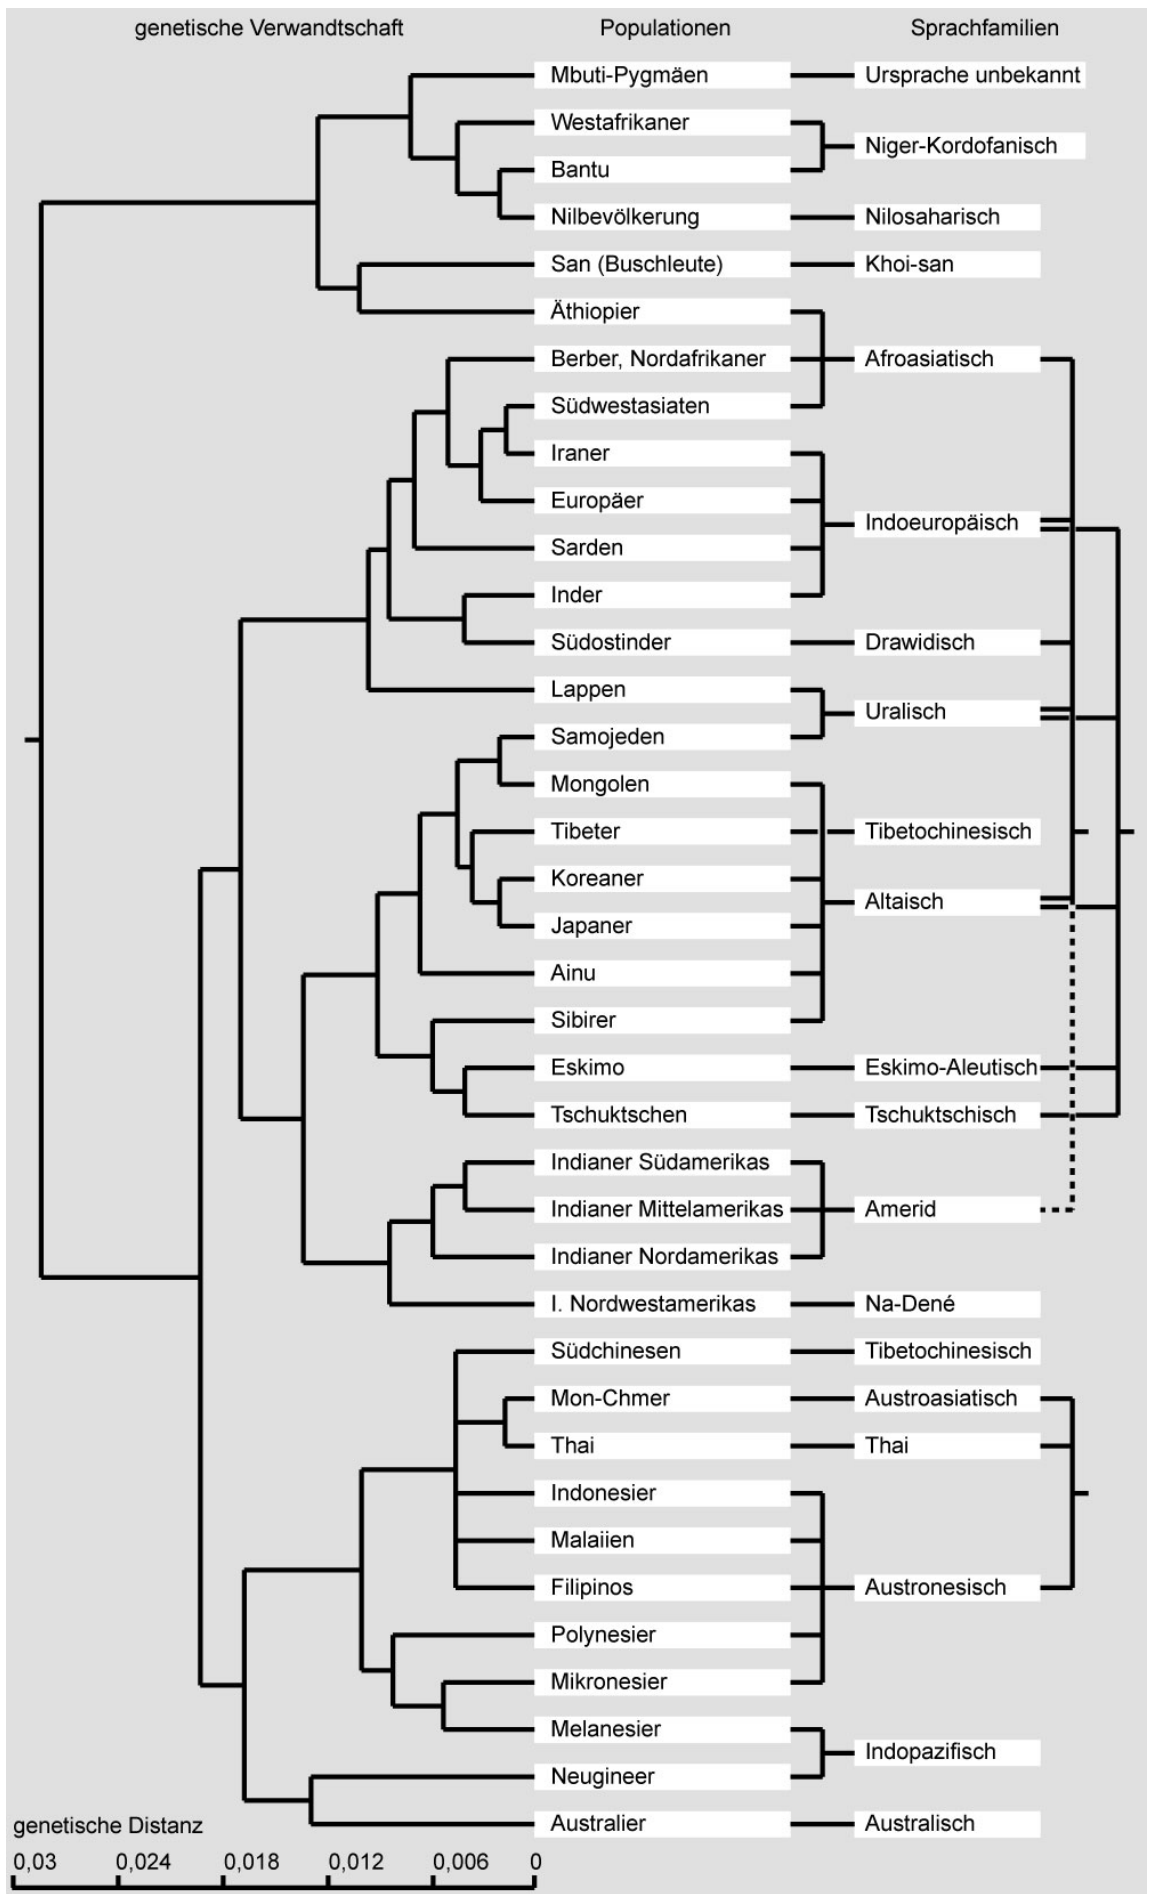 genetische Verwandtschaft Populationen Sprachfamilien
Mbuti-Pygmäen Ursprache unbekannt
Westafrikaner
Niger-Kordofanisch
Bantu
Nilbevölkerung Nilosaharisch
San (Buschleute) Khoi-san
Äthiopier
Berber, Nordafrikaner Afroasiatisch
Südwestasiaten
Iraner
Europäer
Indoeuropäisch
Sarden
Inder
Südostinder Drawidisch
Lappen
Uralisch
Samojeden
Mongolen
Tibeter Tibetochinesisch
Koreaner
Altaisch
Japaner
Ainu
Sibirer
Eskimo Eskimo-Aleutisch
Tschuktschen Tschuktschisch
Indianer Südamerikas
Indianer Mittelamerikas Amerid
Indianer Nordamerikas
I. Nordwestamerikas Na-Dené
Südchinesen Tibetochinesisch
Mon-Chmer Austroasiatisch
Thai Thai
Indonesier
Malaiien
Filipinos Austronesisch
Polynesier
Mikronesier
Melanesier
Indopazifisch
Neugineer
Australier Australisch
genetische Distanz
0,03 0,024 0,018 0,012 0,006 0